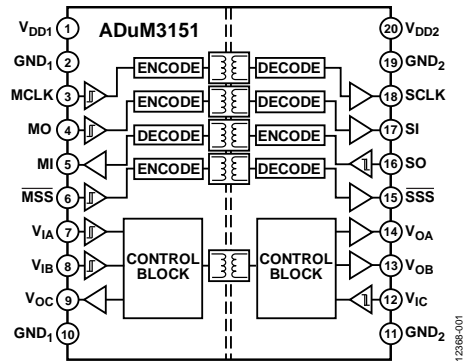 ADuM3151
VDD1 1
20 VDD2
GND1 2
19 GND2
ENCODE DECODE
MCLK 3
18 SCLK
ENCODE DECODE
MO 4
17 SI
DECODE ENCODE
MI 5
16 SO
ENCODE DECODE
MSS 6
15 SSS
VIA 7
14 VOA
CONTROL BLOCK
CONTROL BLOCK
VIB 8
13 VOB
VOC 9
12 VIC
GND1 10
11 GND2
12368-001